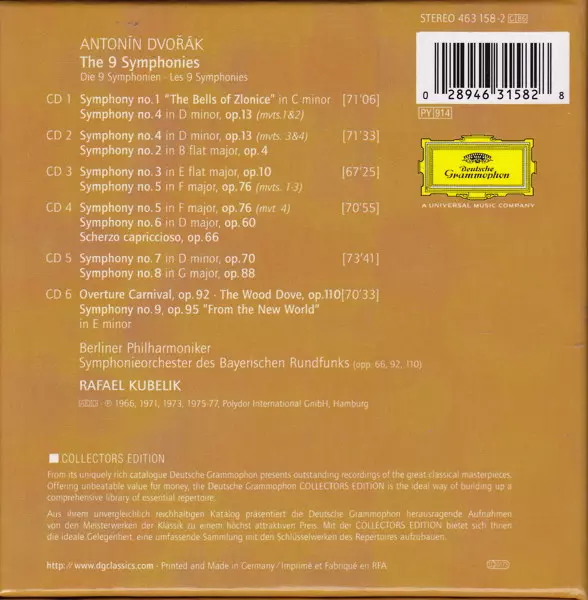 STEREO 463 158-2
ANTONÍN DVOŘÁK
The 9 Symphonies
Die 9 Symphonien · Les 9 Symphonies
CD 1 Symphony no.1 "The Bells of Zlonice" in C minor [71'06]
Symphony no.4 in D minor, op.13 (mvts.1&2)
CD 2 Symphony no.4 in D minor, op.13 (mvts. 3&4) [71'33]
Symphony no.2 in B flat major, op.4
CD 3 Symphony no.3 in E flat major, op.10 [67'25]
Symphony no.5 in F major, op.76 (mvts. 1-3)
CD 4 Symphony no.5 in F major, op.76 (mvt. 4) [70'55]
Symphony no.6 in D major, op.60
Scherzo capriccioso, op.66
CD 5 Symphony no.7 in D minor, op.70 [73'41]
Symphony no.8 in G major, op.88
CD 6 Overture Carnival, op.92 · The Wood Dove, op.110 [70'33]
Symphony no.9, op.95 "From the New World"
in E minor
0 28946 31582 8
PY 914
Deutsche
Grammophon
A UNIVERSAL MUSIC COMPANY
Berliner Philharmoniker
Symphonieorchester des Bayerischen Rundfunks (opp. 66, 92, 110)
RAFAEL KUBELIK
ADD · ℗ 1966, 1971, 1973, 1975-77, Polydor International GmbH, Hamburg
COLLECTORS EDITION
From its uniquely rich catalogue Deutsche Grammophon presents outstanding recordings of the great classical masterpieces.
Offering unbeatable value for money, the Deutsche Grammophon COLLECTORS EDITION is the ideal way of building up a
comprehensive library of essential repertoire.
Aus ihrem unvergleichlich reichhaltigen Katalog präsentiert die Deutsche Grammophon herausragende Aufnahmen
von den Meisterwerken der Klassik zu einem höchst attraktiven Preis. Mit der COLLECTORS EDITION bietet sich Ihnen
die ideale Gelegenheit, eine umfassende Sammlung mit den Schlüsselwerken des Repertoires aufzubauen.
http://www.dgclassics.com · Printed and Made in Germany / Imprimé et Fabriqué en RFA